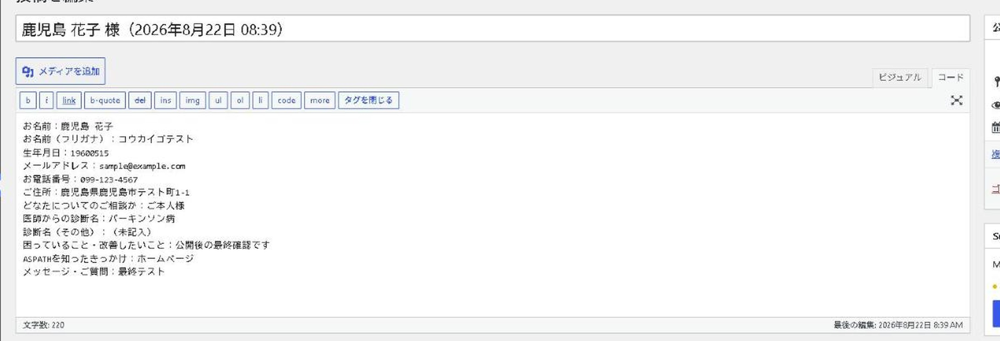 鹿児島 花子 様（2026年8月22日 08:39）
メディアを追加
ビジュアル
コード
b
i
link
b-quote
del
ins
img
ul
ol
li
code
more
タグを閉じる
お名前：鹿児島 花子
お名前（フリガナ）：コウカイゴテスト
生年月日：19600515
メールアドレス：sample@example.com
お電話番号：099-123-4567
ご住所：鹿児島県鹿児島市テスト町1-1
どなたについてのご相談か：ご本人様
医師からの診断名：パーキンソン病
診断名（その他）：（未記入）
困っていること・改善したいこと：公開後の最終確認です
ASPATHを知ったきっかけ：ホームページ
メッセージ・ご質問：最終テスト
文字数: 220
最後の編集: 2026年8月22日 8:39 AM